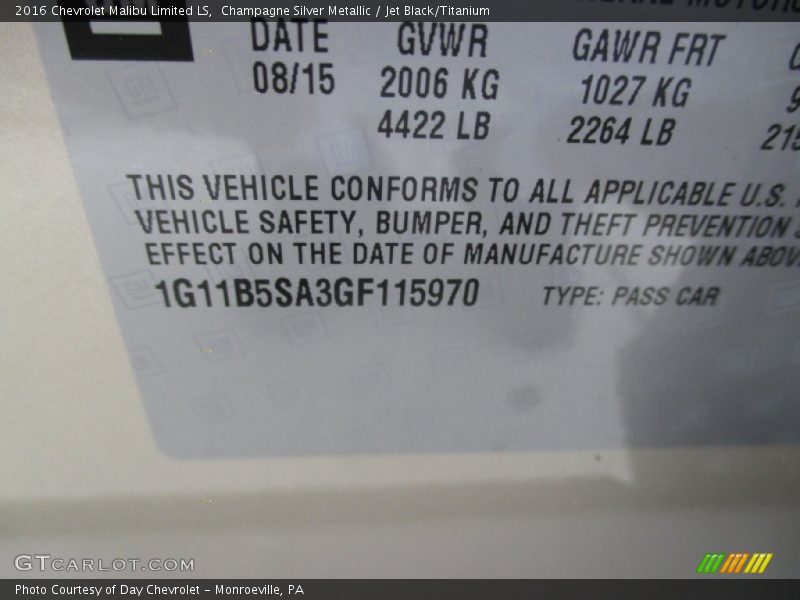 2016 Chevrolet Malibu Limited LS, Champagne Silver Metallic / Jet Black/Titanium
DATE GVWR GAWR FRT
08/15 2006 KG 1027 KG
4422 LB 2264 LB
THIS VEHICLE CONFORMS TO ALL APPLICABLE U.S.
VEHICLE SAFETY, BUMPER, AND THEFT PREVENTION
EFFECT ON THE DATE OF MANUFACTURE SHOWN ABOV
1G11B5SA3GF115970 TYPE: PASS CAR
GTCARLOT.COM
Photo Courtesy of Day Chevrolet – Monroeville, PA